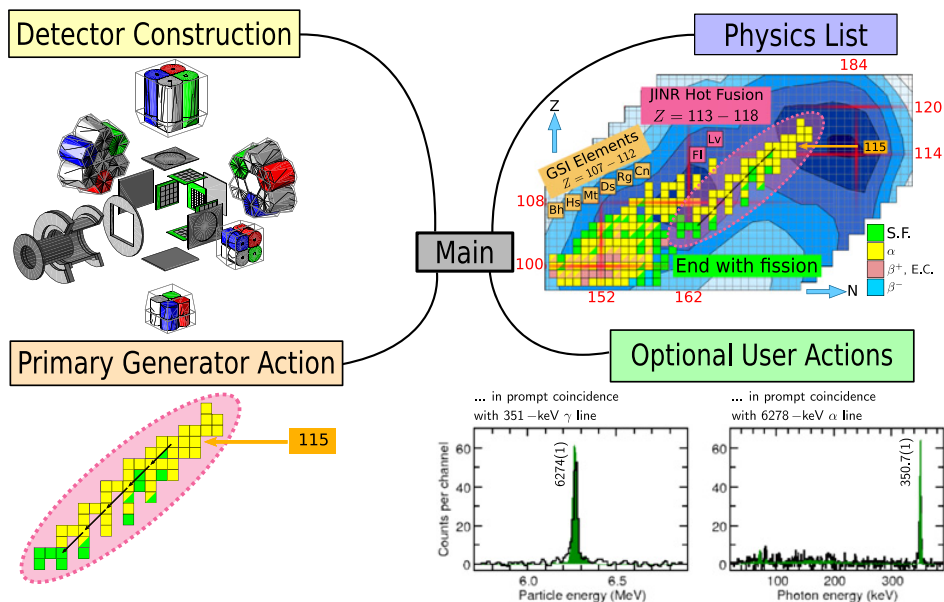 Detector Construction
Physics List
184
JINR Hot Fusion
Z = 113 − 118
Z
120
Lv
Fl
115
114
GSI Elements
Z = 107 − 112
Cn
Rg
Ds
Mt
Hs
Bh
108
100
Main
S.F.
α
β+, E.C.
β−
End with fission
152
162
N
Primary Generator Action
Optional User Actions
115
... in prompt coincidence
with 351−keV γ line
... in prompt coincidence
with 6278−keV α line
Counts per channel
60
40
20
0
6274(1)
6.0
6.5
Particle energy (MeV)
60
40
20
0
350.7(1)
100
200
300
Photon energy (keV)